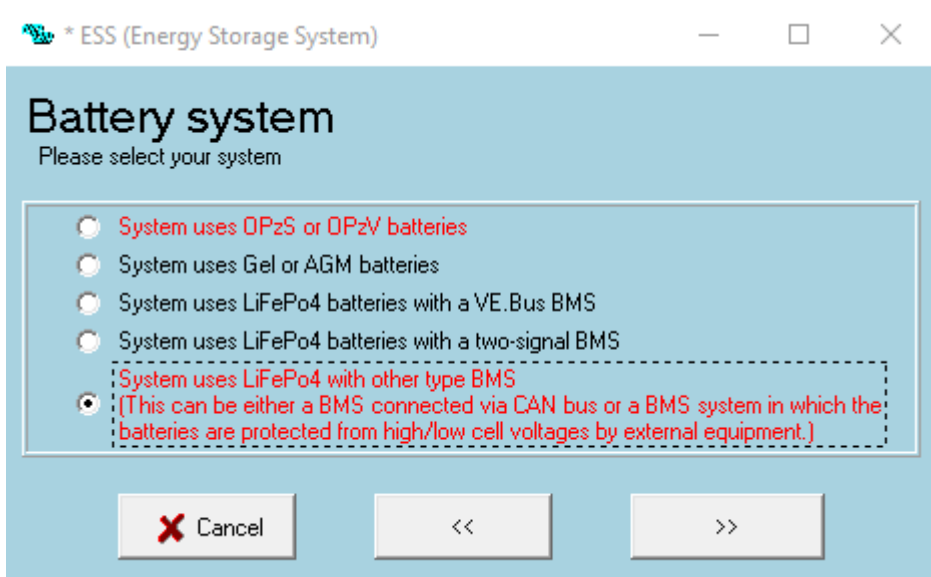 * ESS (Energy Storage System)
Battery system
Please select your system
System uses OPzS or OPzV batteries
System uses Gel or AGM batteries
System uses LiFePo4 batteries with a VE.Bus BMS
System uses LiFePo4 batteries with a two-signal BMS
System uses LiFePo4 with other type BMS
(This can be either a BMS connected via CAN bus or a BMS system in which the
batteries are protected from high/low cell voltages by external equipment.)
Cancel
<<
>>